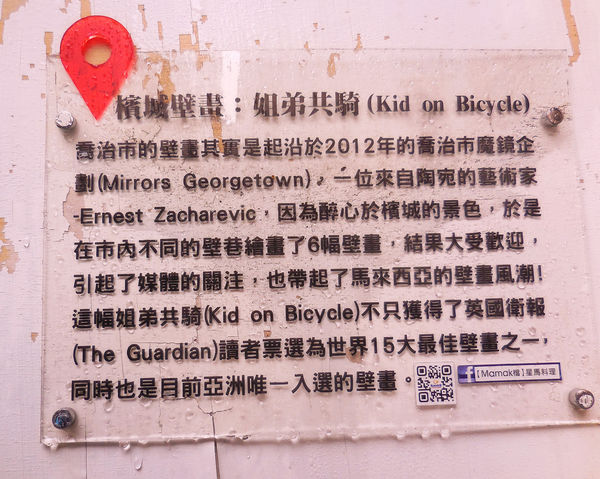 檳城壁畫：姐弟共騎(Kid on Bicycle)
喬治市的壁畫其實是起沿於2012年的喬治市魔鏡企
劃(Mirrors Georgetown)，一位來自陶宛的藝術家
-Ernest Zacharevic，因為醉心於檳城的景色，於是
在市內不同的壁巷繪畫了6幅壁畫，結果大受歡迎，
引起了媒體的關注，也帶起了馬來西亞的壁畫風潮!
這幅姐弟共騎(Kid on Bicycle)不只獲得了英國衛報
(The Guardian)讀者票選為世界15大最佳壁畫之一，
同時也是目前亞洲唯一入選的壁畫。
f【Mamak檔】星馬料理